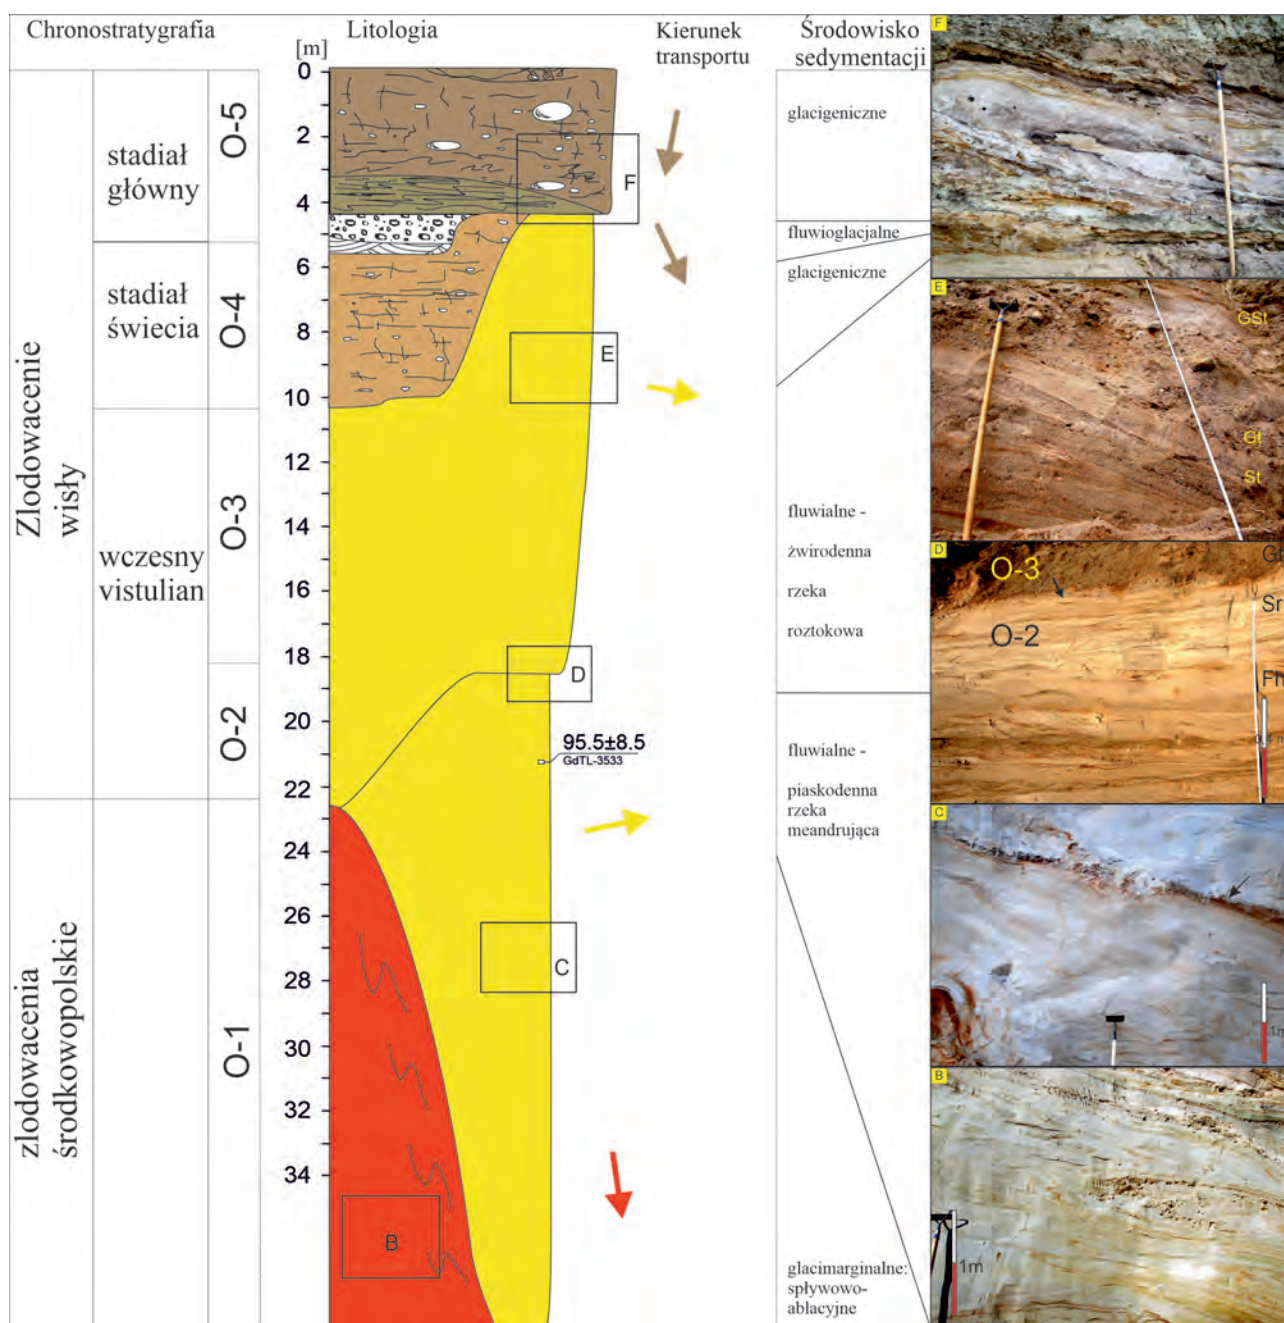 Chronostratygrafia
Litologia
Kierunek
transportu
Środowisko
sedymentacji
[m]
0
2
4
6
8
10
12
14
16
18
20
22
24
26
28
30
32
34
Zlodowacenie
wisły
zlodowacenia
środkowopolskie
stadiał
główny
stadiał
świecia
wczesny
vistulian
O-5
O-4
O-3
O-2
O-1
F
E
D
95.5±8.5
GdTL-3533
C
B
glacigeniczne
fluwioglacjalne
glacigeniczne
fluwialne -
żwirodenna
rzeka
roztokowa
fluwialne -
piaskodenna
rzeka
meandrująca
glacimarginalne:
spływowo-
ablacyjne
F
E
GSt
Gt
St
D
O-3
O-2
Sr
Fh
C
1m
B
1m